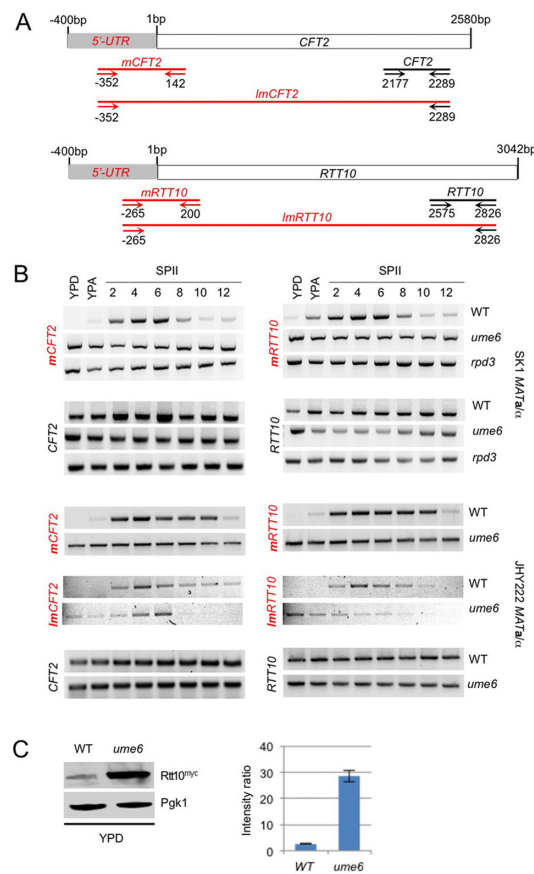 A
-400bp 1bp 2580bp
5'-UTR CFT2
mCFT2 CFT2
-352 142 2177 2289
lmCFT2
-352 2289
-400bp 1bp 3042bp
5'-UTR RTT10
mRTT10 RTT10
-265 200 2575 2826
lmRTT10
-265 2826
B
SPII SPII
YPD YPA 2 4 6 8 10 12 YPD YPA 2 4 6 8 10 12
mCFT2 mRTT10 WT
ume6
rpd3
SK1 MATa/α
CFT2 RTT10 WT
ume6
rpd3
mCFT2 mRTT10 WT
ume6
JHY222 MATa/α
lmCFT2 lmRTT10 WT
ume6
CFT2 RTT10 WT
ume6
C
WT ume6
Rtt10myc
Pgk1
YPD
Intensity ratio
40
30
20
10
0
WT ume6